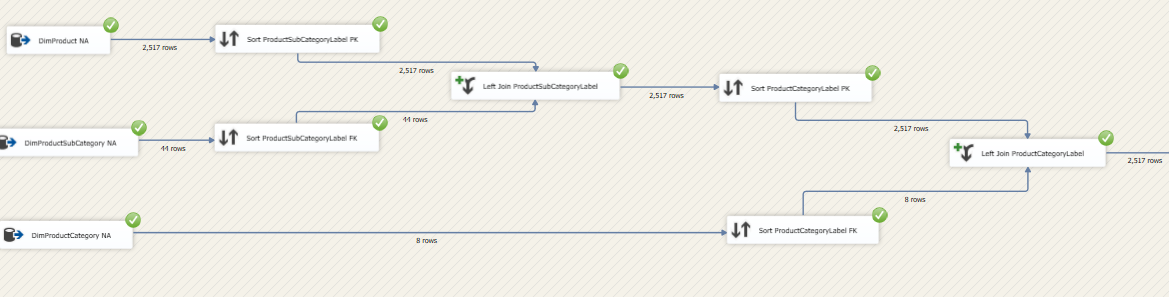 DimProduct NA
2,517 rows
Sort ProductSubCategoryLabel PK
2,517 rows
Left Join ProductSubCategoryLabel
2,517 rows
Sort ProductCategoryLabel PK
2,517 rows
DimProductSubCategory NA
44 rows
Sort ProductSubCategoryLabel FK
44 rows
Left Join ProductCategoryLabel
2,517 rows
DimProductCategory NA
8 rows
Sort ProductCategoryLabel FK
8 rows